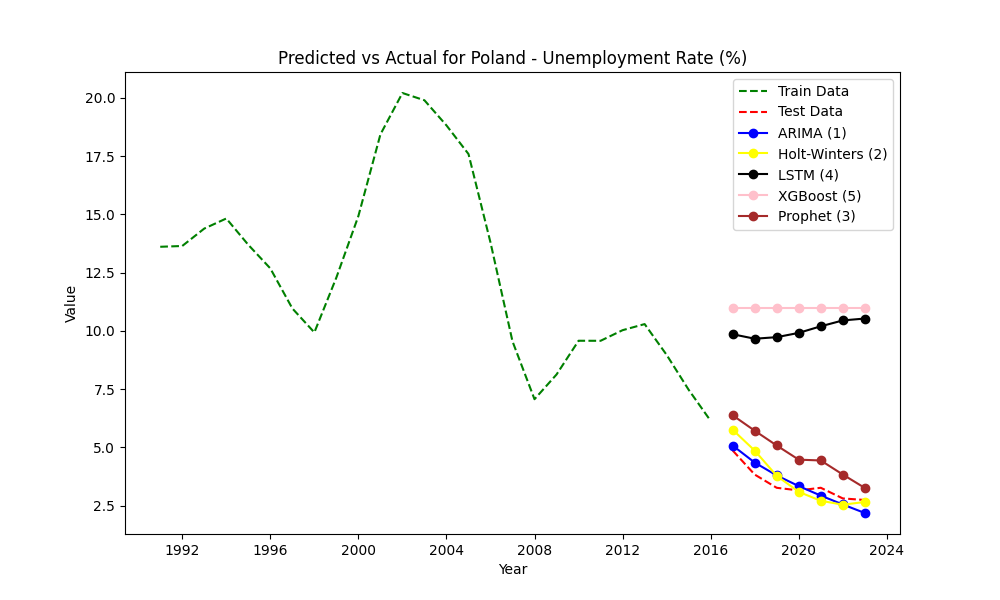 Predicted vs Actual for Poland - Unemployment Rate (%)
Train Data
Test Data
ARIMA (1)
Holt-Winters (2)
LSTM (4)
XGBoost (5)
Prophet (3)
Value
20.0
17.5
15.0
12.5
10.0
7.5
5.0
2.5
1992 1996 2000 2004 2008 2012 2016 2020 2024
Year